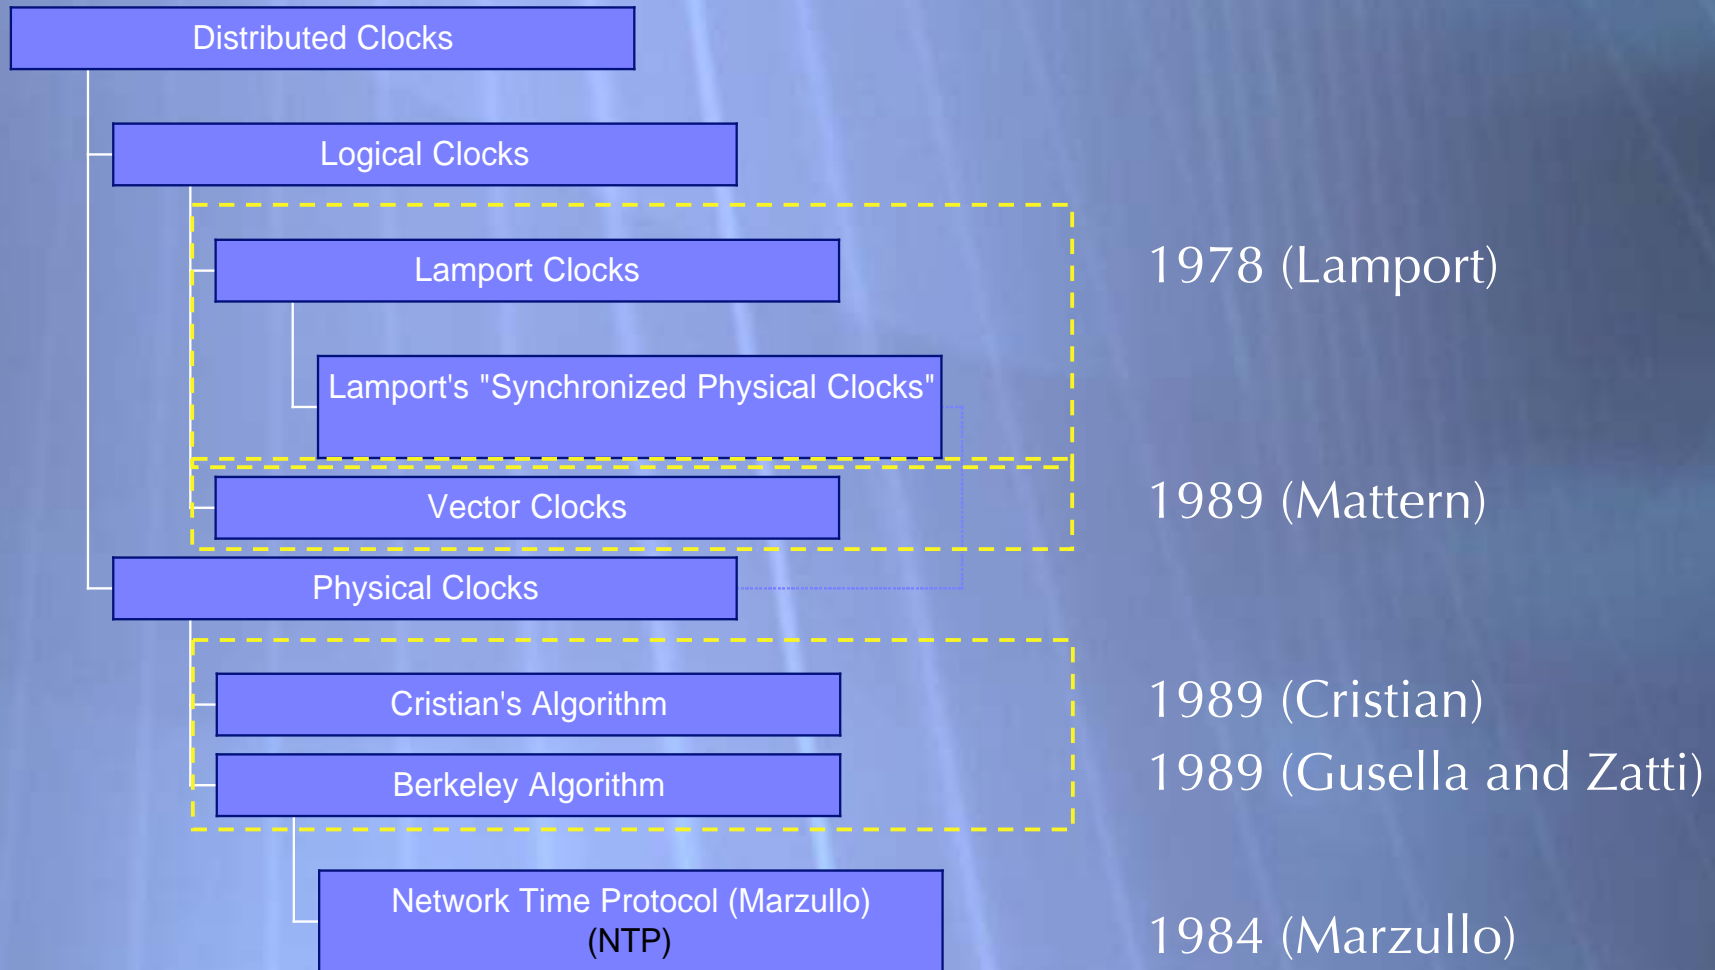 Distributed Clocks
Logical Clocks
Lamport Clocks
1978 (Lamport)
Lamport's "Synchronized Physical Clocks"
Vector Clocks
1989 (Mattern)
Physical Clocks
Cristian's Algorithm
1989 (Cristian)
Berkeley Algorithm
1989 (Gusella and Zatti)
Network Time Protocol (Marzullo)
(NTP)
1984 (Marzullo)